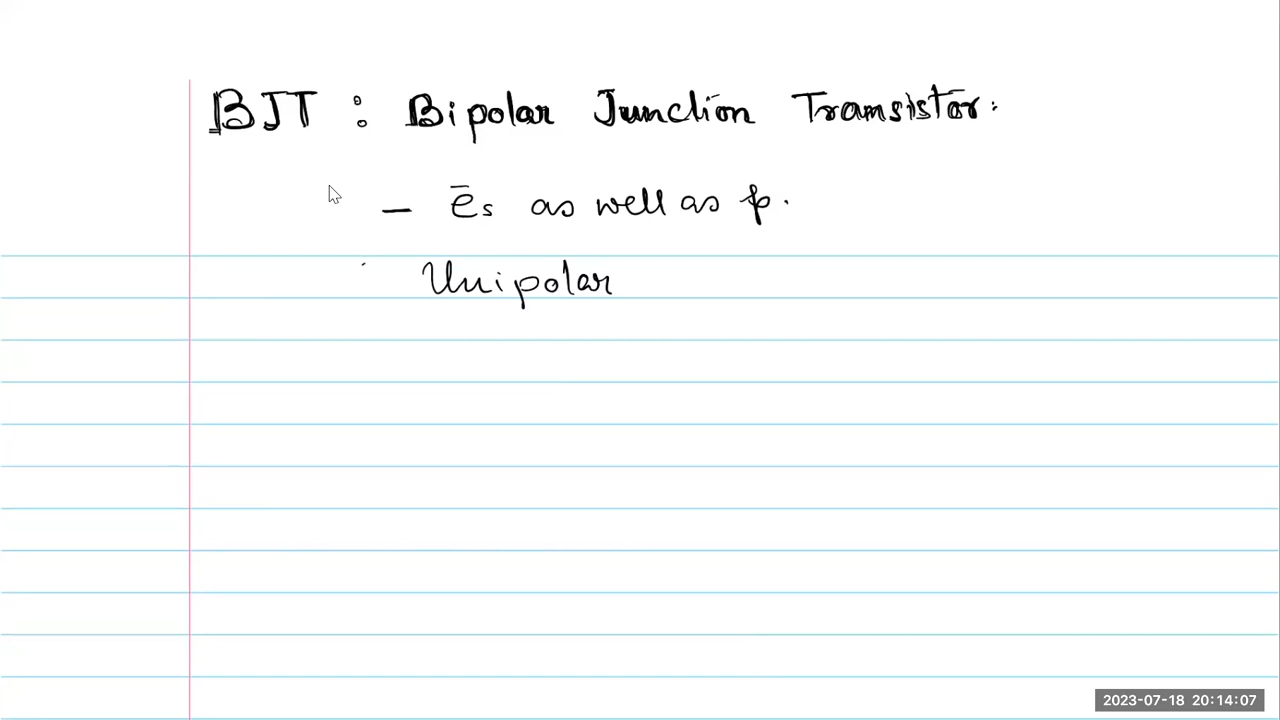 BJT : Bipolar Junction Transistor.
– ēs as well as p.
Unipolar
2023-07-18 20:14:07